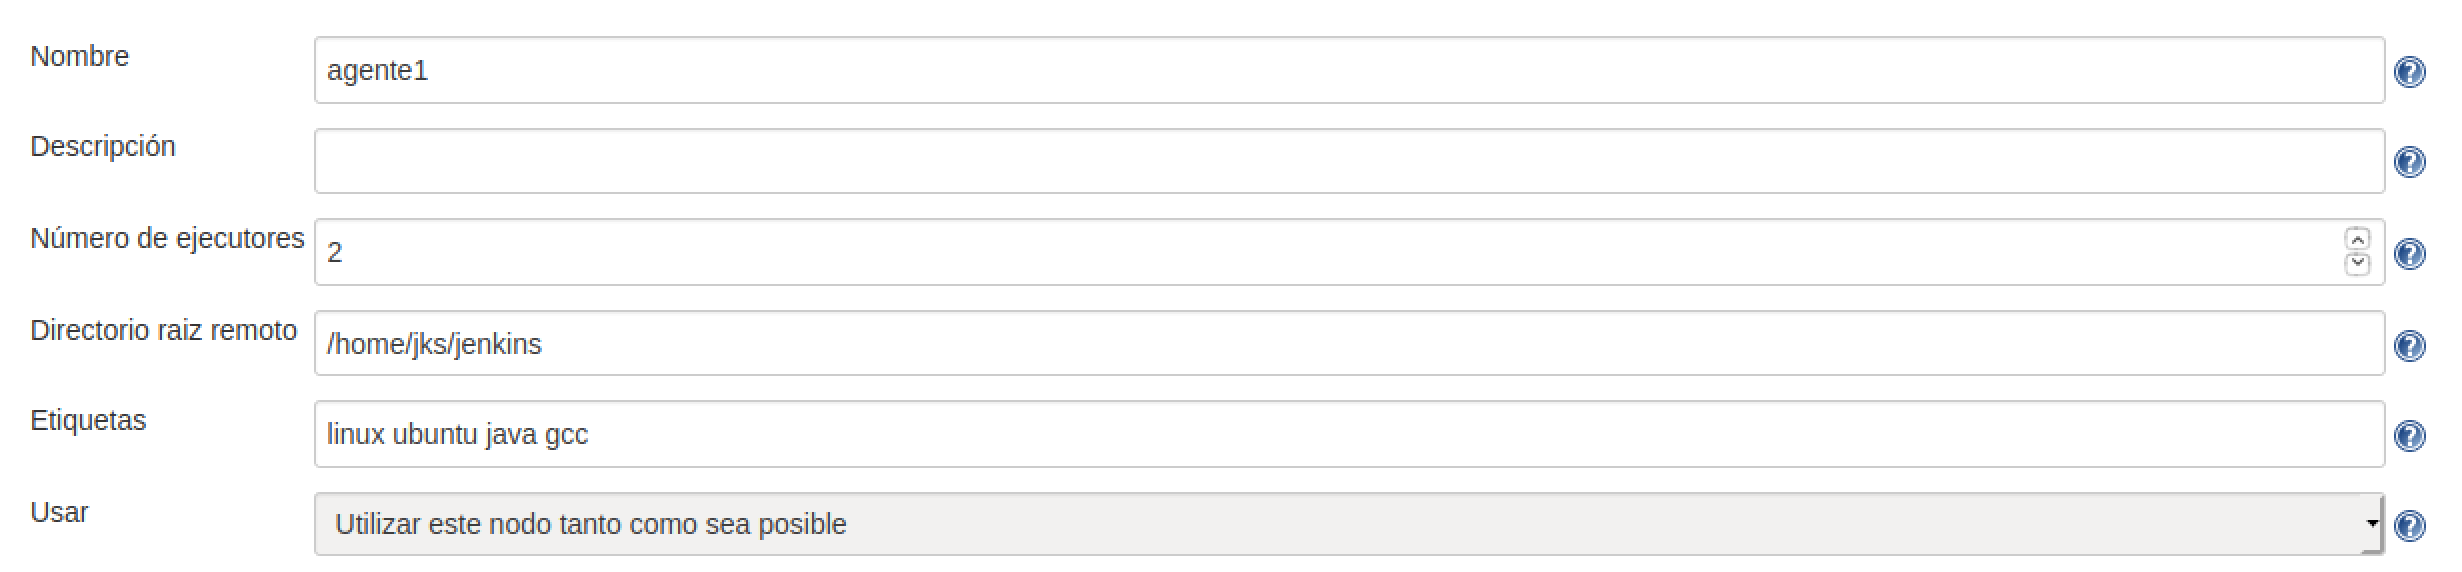 Nombre
agente1
Descripción
Número de ejecutores
2
Directorio raiz remoto
/home/jks/jenkins
Etiquetas
linux ubuntu java gcc
Usar
Utilizar este nodo tanto como sea posible